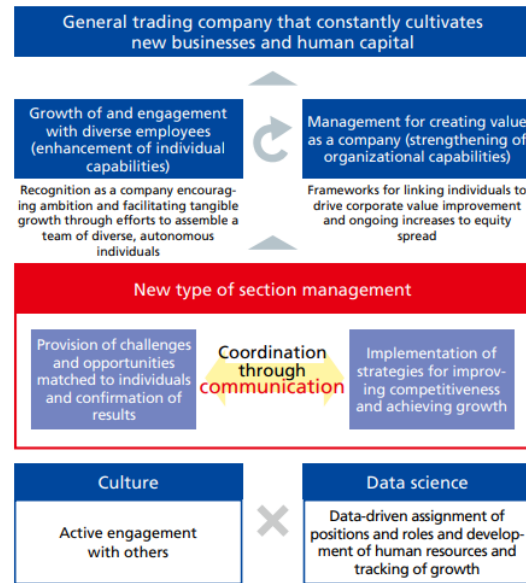 General trading company that constantly cultivates
new businesses and human capital
Growth of and engagement
with diverse employees
(enhancement of individual
capabilities)
Management for creating value
as a company (strengthening of
organizational capabilities)
Recognition as a company encourag-
ing ambition and facilitating tangible
growth through efforts to assemble a
team of diverse, autonomous
individuals
Frameworks for linking individuals to
drive corporate value improvement
and ongoing increases to equity
spread
New type of section management
Provision of challenges
and opportunities
matched to individuals
and confirmation of
results
Coordination
through
communication
Implementation of
strategies for improv-
ing competitiveness
and achieving growth
Culture
Active engagement
with others
Data science
Data-driven assignment of
positions and roles and develop-
ment of human resources and
tracking of growth